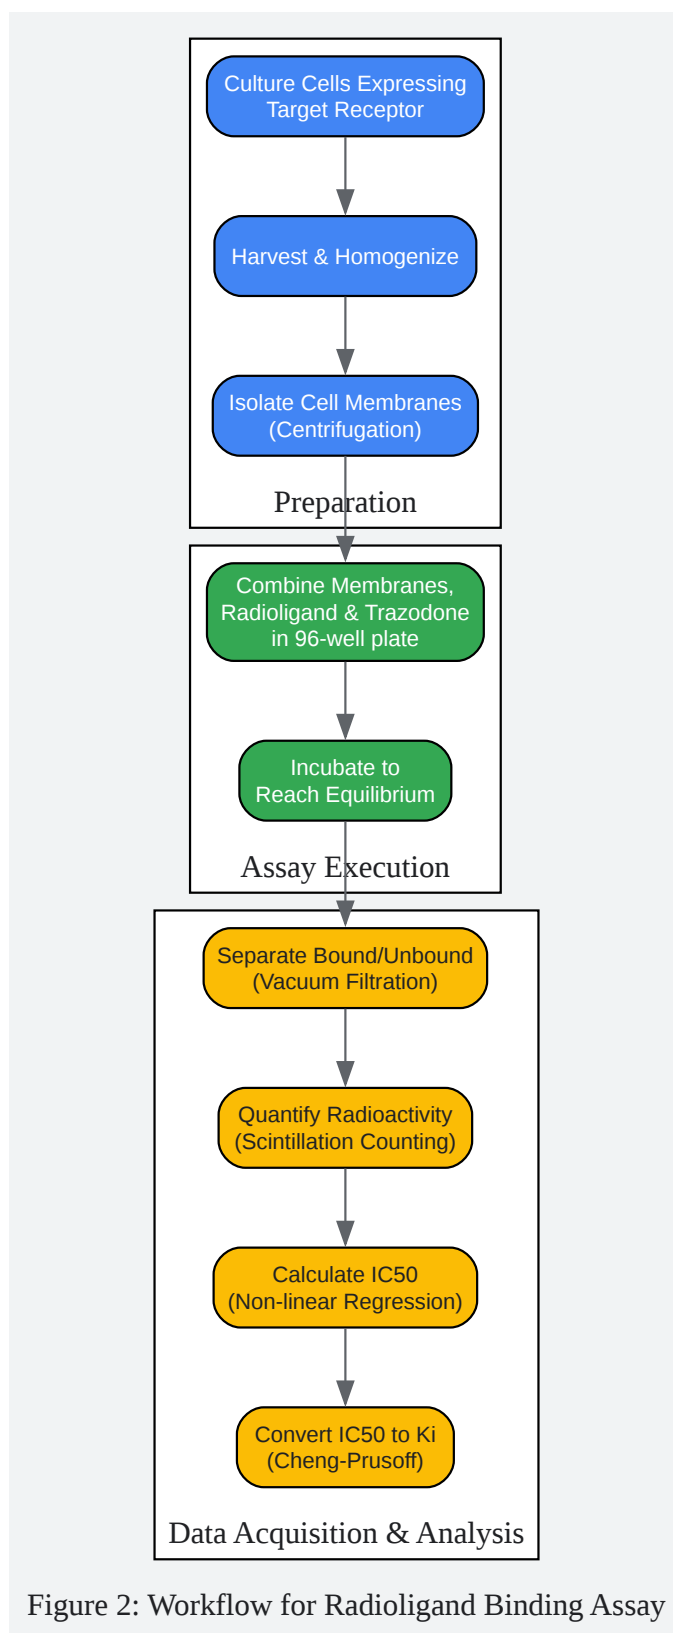 Culture Cells Expressing
Target Receptor
Harvest & Homogenize
Isolate Cell Membranes
(Centrifugation)
Preparation
Combine Membranes,
Radioligand & Trazodone
in 96-well plate
Incubate to
Reach Equilibrium
Assay Execution
Separate Bound/Unbound
(Vacuum Filtration)
Quantify Radioactivity
(Scintillation Counting)
Calculate IC50
(Non-linear Regression)
Convert IC50 to Ki
(Cheng-Prusoff)
Data Acquisition & Analysis
Figure 2: Workflow for Radioligand Binding Assay